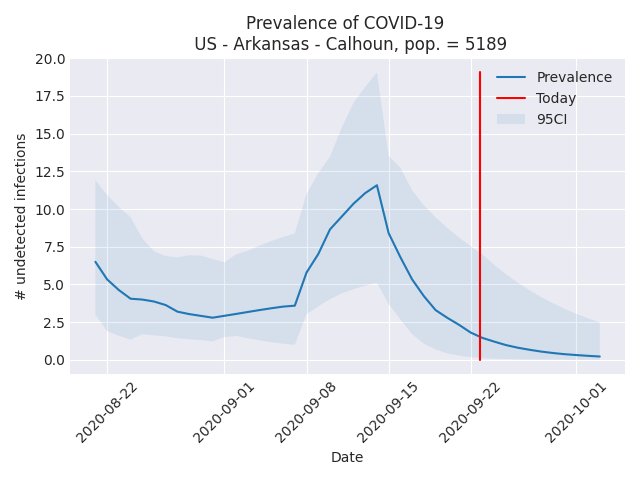 Prevalence of COVID-19
US - Arkansas - Calhoun, pop. = 5189
# undetected infections
20.0
17.5
15.0
12.5
10.0
7.5
5.0
2.5
0.0
Prevalence
Today
95CI
2020-08-22
2020-09-01
2020-09-08
2020-09-15
2020-09-22
2020-10-01
Date